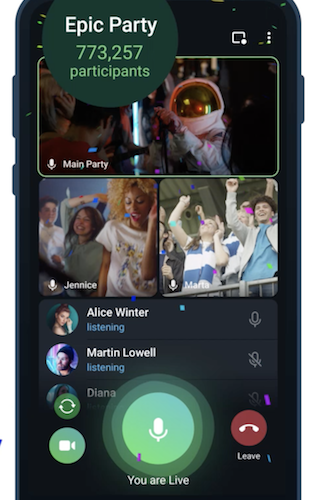 Epic Party
773,257
participants
Main Party
Jennice
Marta
Alice Winter
listening
Martin Lowell
listening
Diana
Leave
You are Live